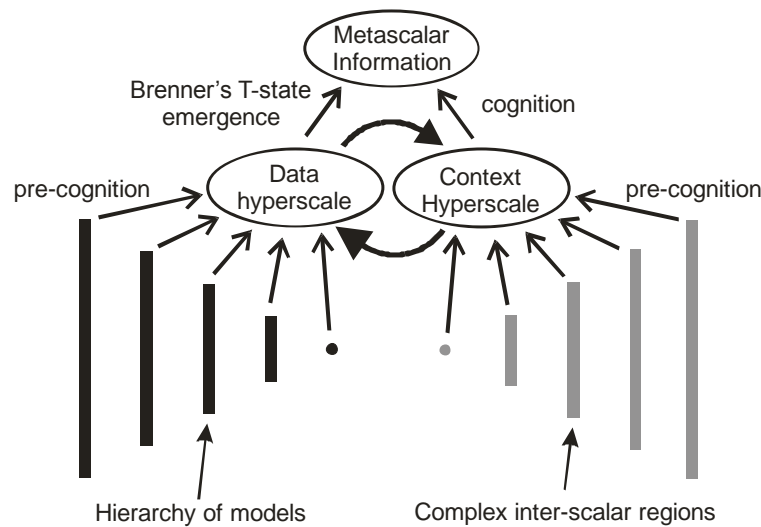 Metascalar
Information
Brenner's T-state
emergence
cognition
pre-cognition
Data
hyperscale
Context
Hyperscale
pre-cognition
Hierarchy of models
Complex inter-scalar regions